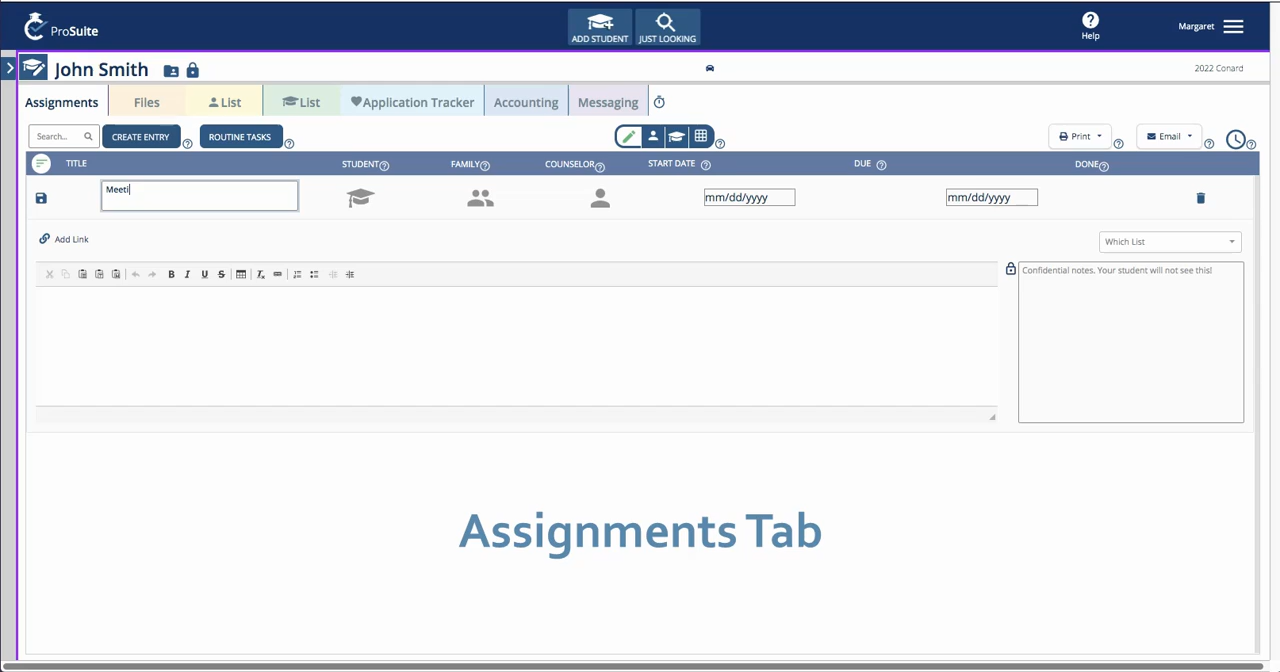 ProSuite
ADD STUDENT
JUST LOOKING
Help
Margaret
John Smith
2022 Conard
Assignments Files List List Application Tracker Accounting Messaging
Search... CREATE ENTRY ROUTINE TASKS Print Email
TITLE STUDENT FAMILY COUNSELOR START DATE DUE DONE
Meeti mm/dd/yyyy mm/dd/yyyy
Add Link Which List
B I U S
Confidential notes. Your student will not see this!
Assignments Tab